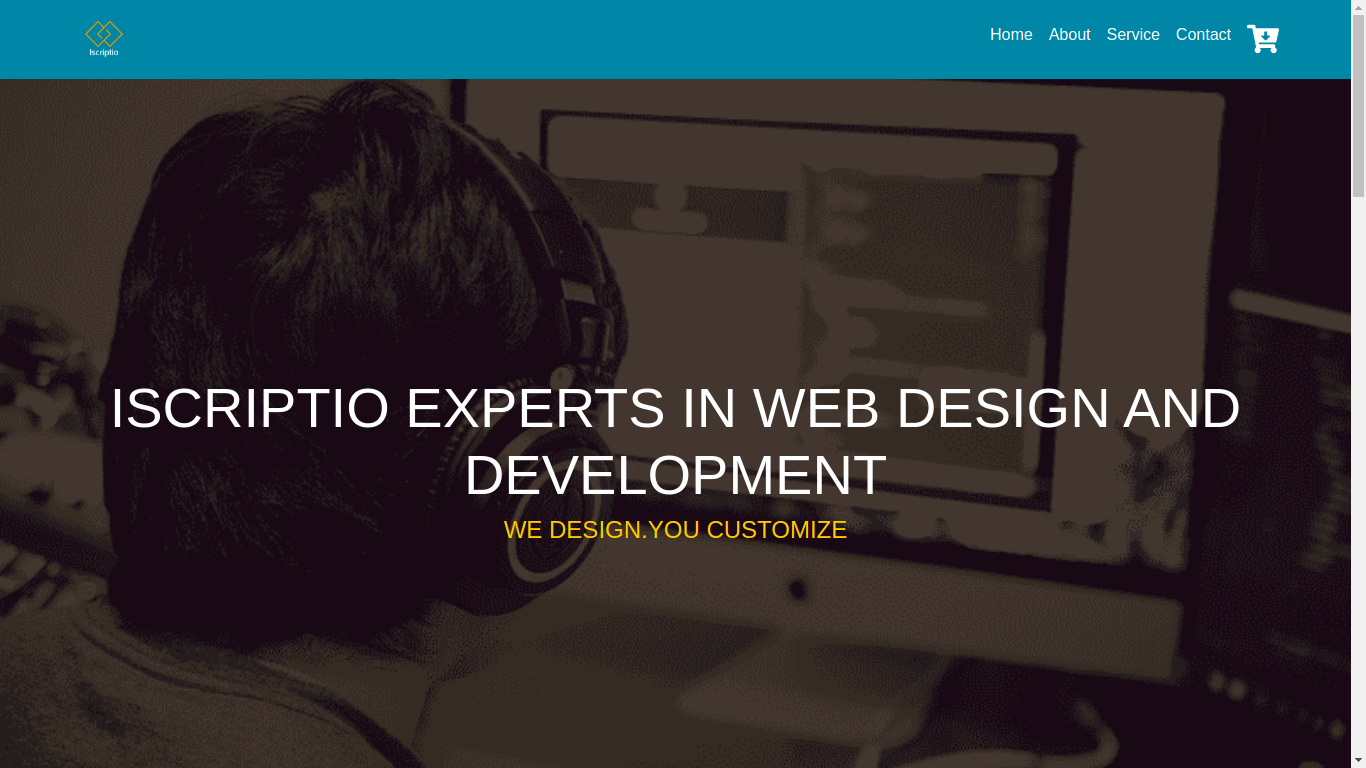 Iscriptio
Home About Service Contact
ISCRIPTIO EXPERTS IN WEB DESIGN AND
DEVELOPMENT
WE DESIGN.YOU CUSTOMIZE